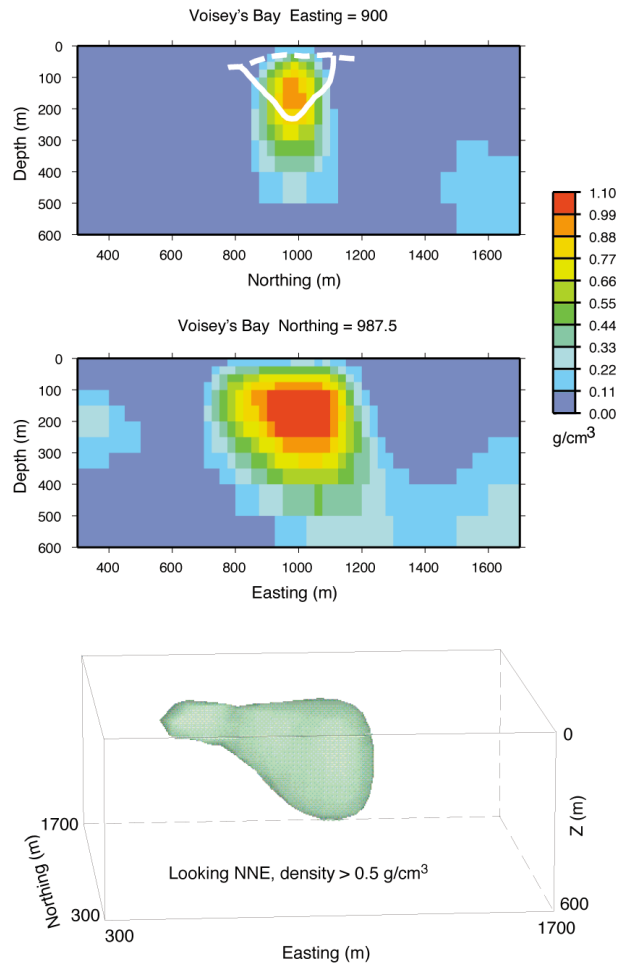 Voisey's Bay Easting = 900
0
100
200
300
400
500
600
Depth (m)
400 600 800 1000 1200 1400 1600
Northing (m)
1.10
0.99
0.88
0.77
0.66
0.55
0.44
0.33
0.22
0.11
0.00
g/cm³
Voisey's Bay Northing = 987.5
0
100
200
300
400
500
600
Depth (m)
400 600 800 1000 1200 1400 1600
Easting (m)
0
Z (m)
600
1700
1700
Northing (m)
300
300
Looking NNE, density > 0.5 g/cm³
Easting (m)